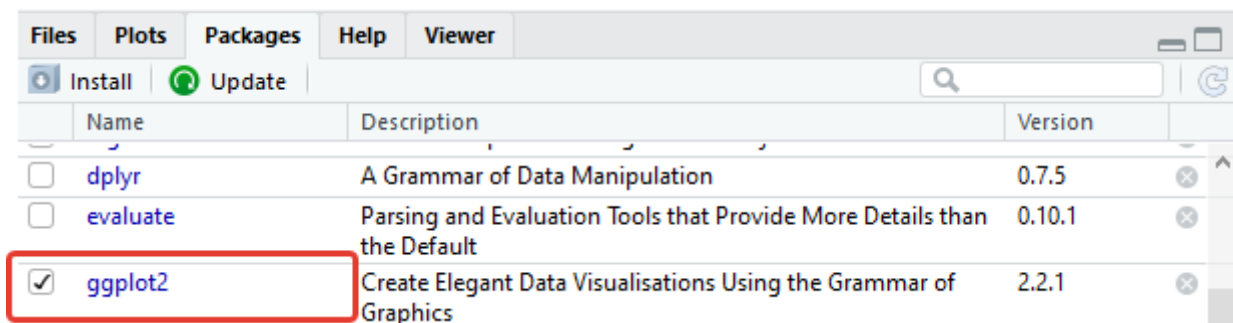 Files Plots Packages Help Viewer
Install Update
Name Description Version
dplyr A Grammar of Data Manipulation 0.7.5
evaluate Parsing and Evaluation Tools that Provide More Details than 0.10.1
the Default
ggplot2 Create Elegant Data Visualisations Using the Grammar of 2.2.1
Graphics